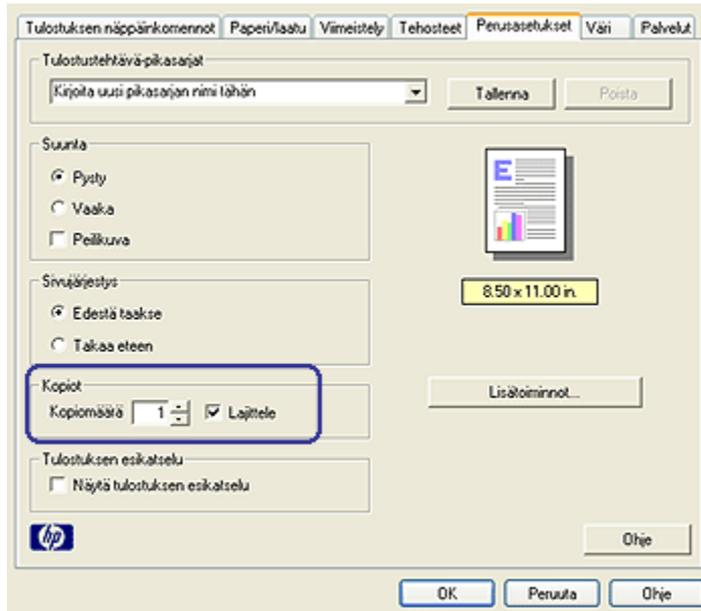 Tulostuksen näppäinkomennot Paperi/laatu Viimeistely Tehosteet Perusasetukset Väri Palvelut
Tulostustehtävä-pikasarjat
Kirjoita uusi pikasarjan nimi tähän Tallenna Poista
Suunta
Pysty
Vaaka
Peilikuva
E
8.50 x 11.00 in.
Sivujärjestys
Edestä taakse
Takaa eteen
Kopiot
Kopiomäärä 1 Lajittele
Lisätoiminnot...
Tulostuksen esikatselu
Näytä tulostuksen esikatselu
hp
Ohje
OK Peruuta Ohje